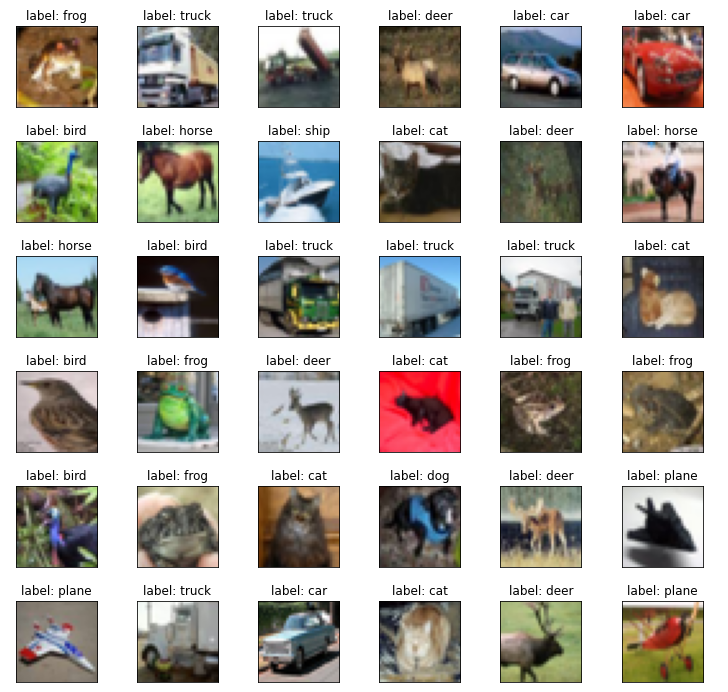 label: frog label: truck label: truck label: deer label: car label: car
label: bird label: horse label: ship label: cat label: deer label: horse
label: horse label: bird label: truck label: truck label: truck label: cat
label: bird label: frog label: deer label: cat label: frog label: frog
label: bird label: frog label: cat label: dog label: deer label: plane
label: plane label: truck label: car label: cat label: deer label: plane